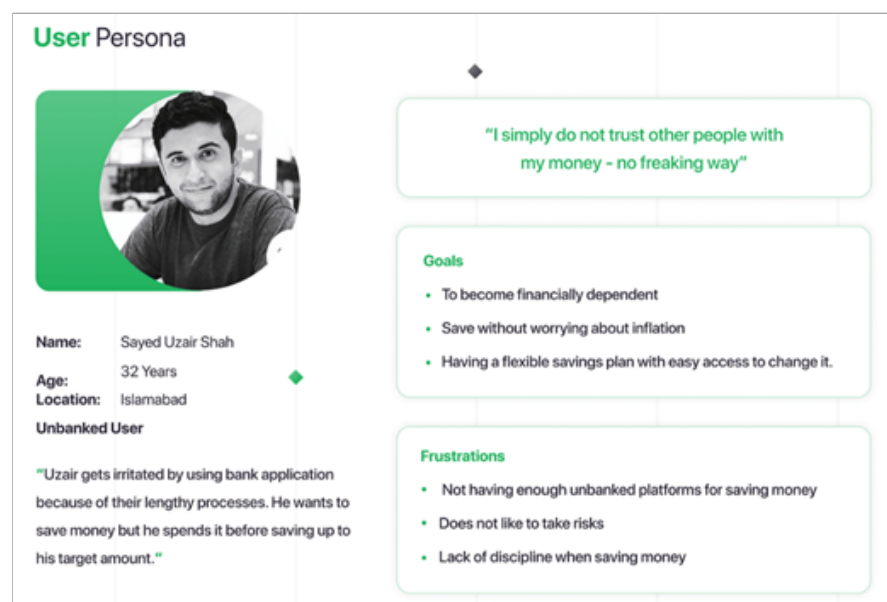 User Persona
"I simply do not trust other people with
my money - no freaking way"
Goals
• To become financially dependent
• Save without worrying about inflation
• Having a flexible savings plan with easy access to change it.
Name: Sayed Uzair Shah
Age: 32 Years
Location: Islamabad
Unbanked User
"Uzair gets irritated by using bank application
because of their lengthy processes. He wants to
save money but he spends it before saving up to
his target amount."
Frustrations
• Not having enough unbanked platforms for saving money
• Does not like to take risks
• Lack of discipline when saving money